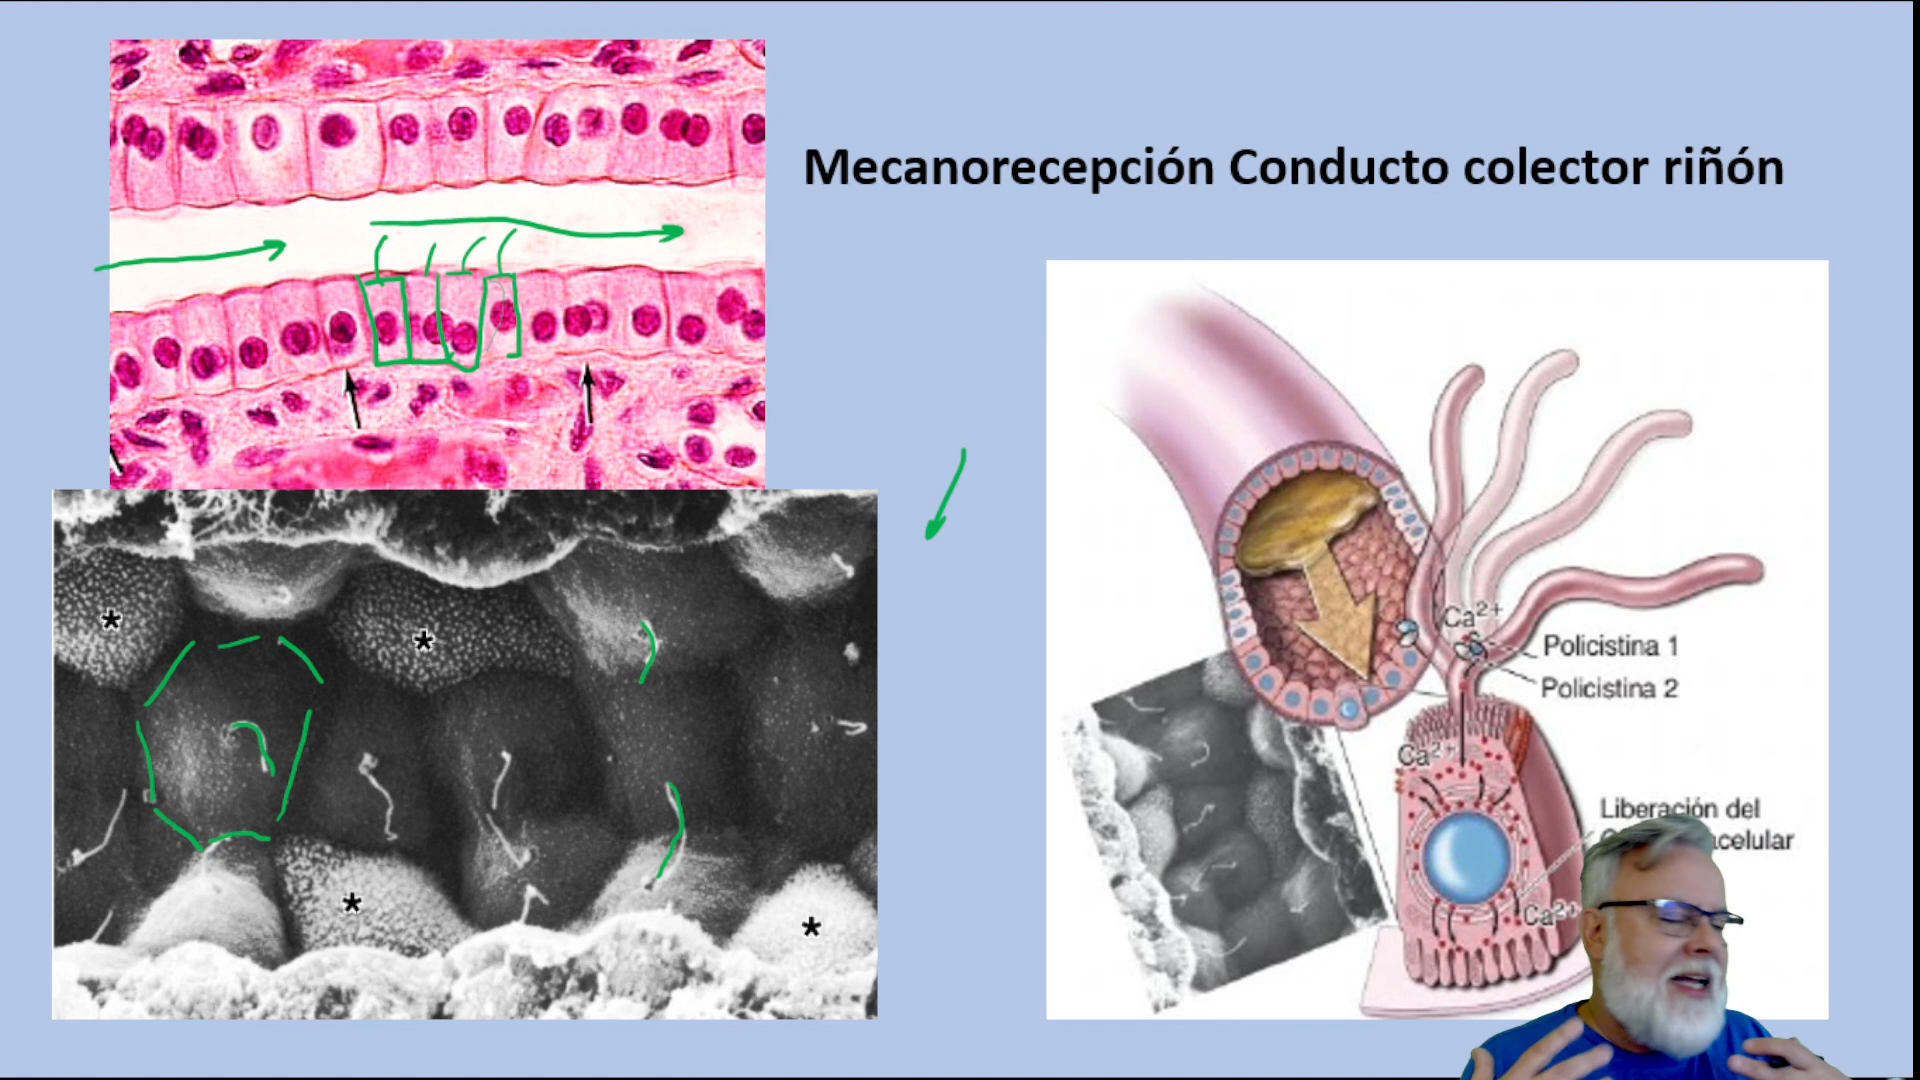 Mecanorecepción Conducto colector riñón
Ca2+
Policistina 1
Policistina 2
Ca2+
Liberación del
Ca2+
*
*
*
*